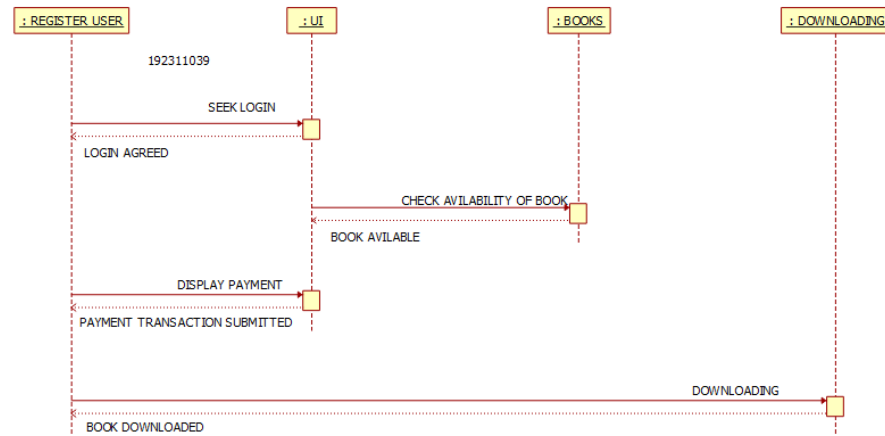 : REGISTER USER
: UI
: BOOKS
: DOWNLOADING
192311039
SEEK LOGIN
LOGIN AGREED
CHECK AVILABILITY OF BOOK
BOOK AVILABLE
DISPLAY PAYMENT
PAYMENT TRANSACTION SUBMITTED
DOWNLOADING
BOOK DOWNLOADED